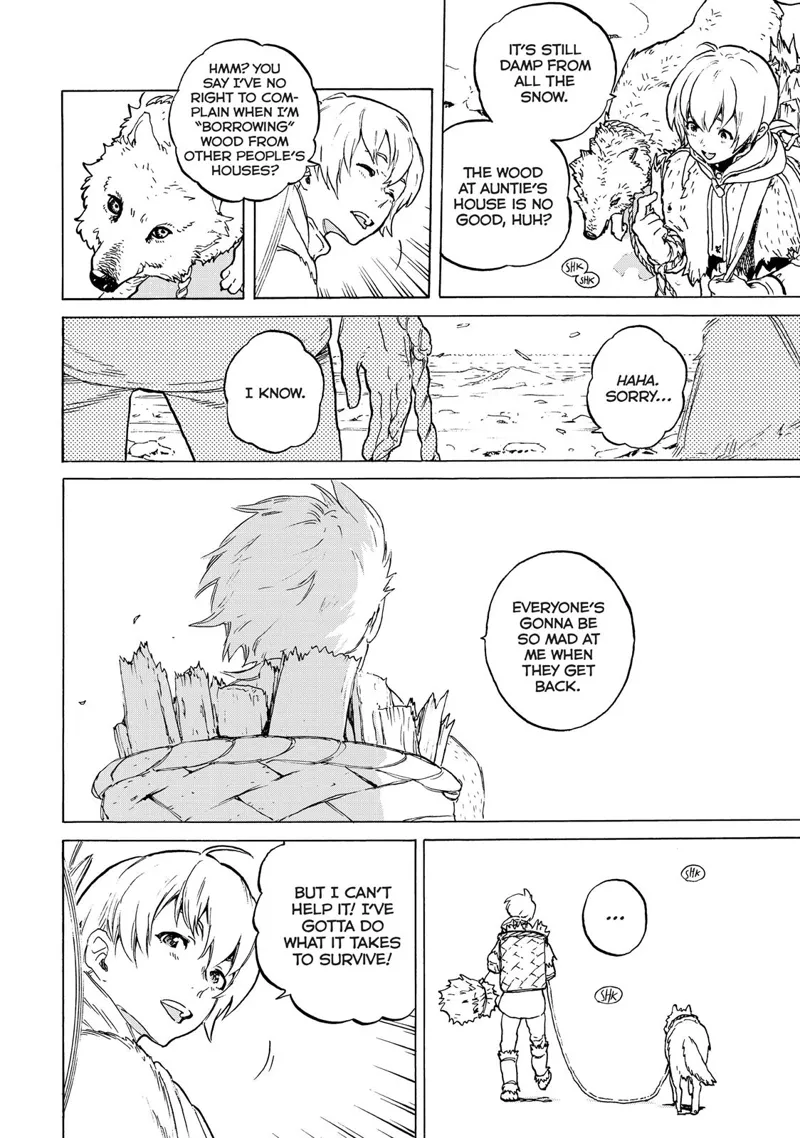 IT'S STILL
DAMP FROM
ALL THE
SNOW.
THE WOOD
AT AUNTIE'S
HOUSE IS NO
GOOD, HUH?
SHK
SHK
HMM? YOU
SAY I'VE NO
RIGHT TO COM-
PLAIN WHEN I'M
"BORROWING"
WOOD FROM
OTHER PEOPLE'S
HOUSES?
HAHA.
SORRY...
I KNOW.
EVERYONE'S
GONNA BE
SO MAD AT
ME WHEN
THEY GET
BACK.
SHK
...
SHK
BUT I CAN'T
HELP IT! I'VE
GOTTA DO
WHAT IT TAKES
TO SURVIVE!